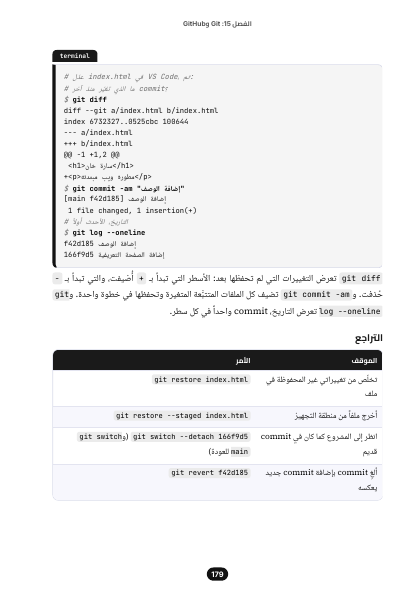 الفصل 15: Git وGitHub
terminal
# عدّل index.html في VS Code، ثم:
# ما الذي تغيّر منذ آخر commit؟
$ git diff
diff --git a/index.html b/index.html
index 6732327..0525cbc 100644
--- a/index.html
+++ b/index.html
@@ -1 +1,2 @@
<h1>سارة خان</h1>
+<p>مطورة ويب مبتدئة</p>
$ git commit -am "إضافة الوصف"
[main f42d185] إضافة الوصف
1 file changed, 1 insertion(+)
# التاريخ، الأحدث أولاً
$ git log --oneline
f42d185 إضافة الوصف
166f9d5 إضافة الصفحة التعريفية
git diff تعرض التغييرات التي لم تحفظها بعد: الأسطر التي تبدأ بـ + أُضيفت، والتي تبدأ بـ -
حُذفت. و git commit -am تضيف كل الملفات المتتبَّعة المتغيرة وتحفظها في خطوة واحدة. وgit
log --oneline تعرض التاريخ، commit واحداً في كل سطر.
التراجع
الموقف الأمر
تخلّص من تغييراتي غير المحفوظة في git restore index.html
ملف
أخرج ملفاً من منطقة التجهيز git restore --staged index.html
انظر إلى المشروع كما كان في commit git switch --detach 166f9d5 (وgit switch
قديم main للعودة)
ألغِ commit بإضافة commit جديد git revert f42d185
يعكسه
179